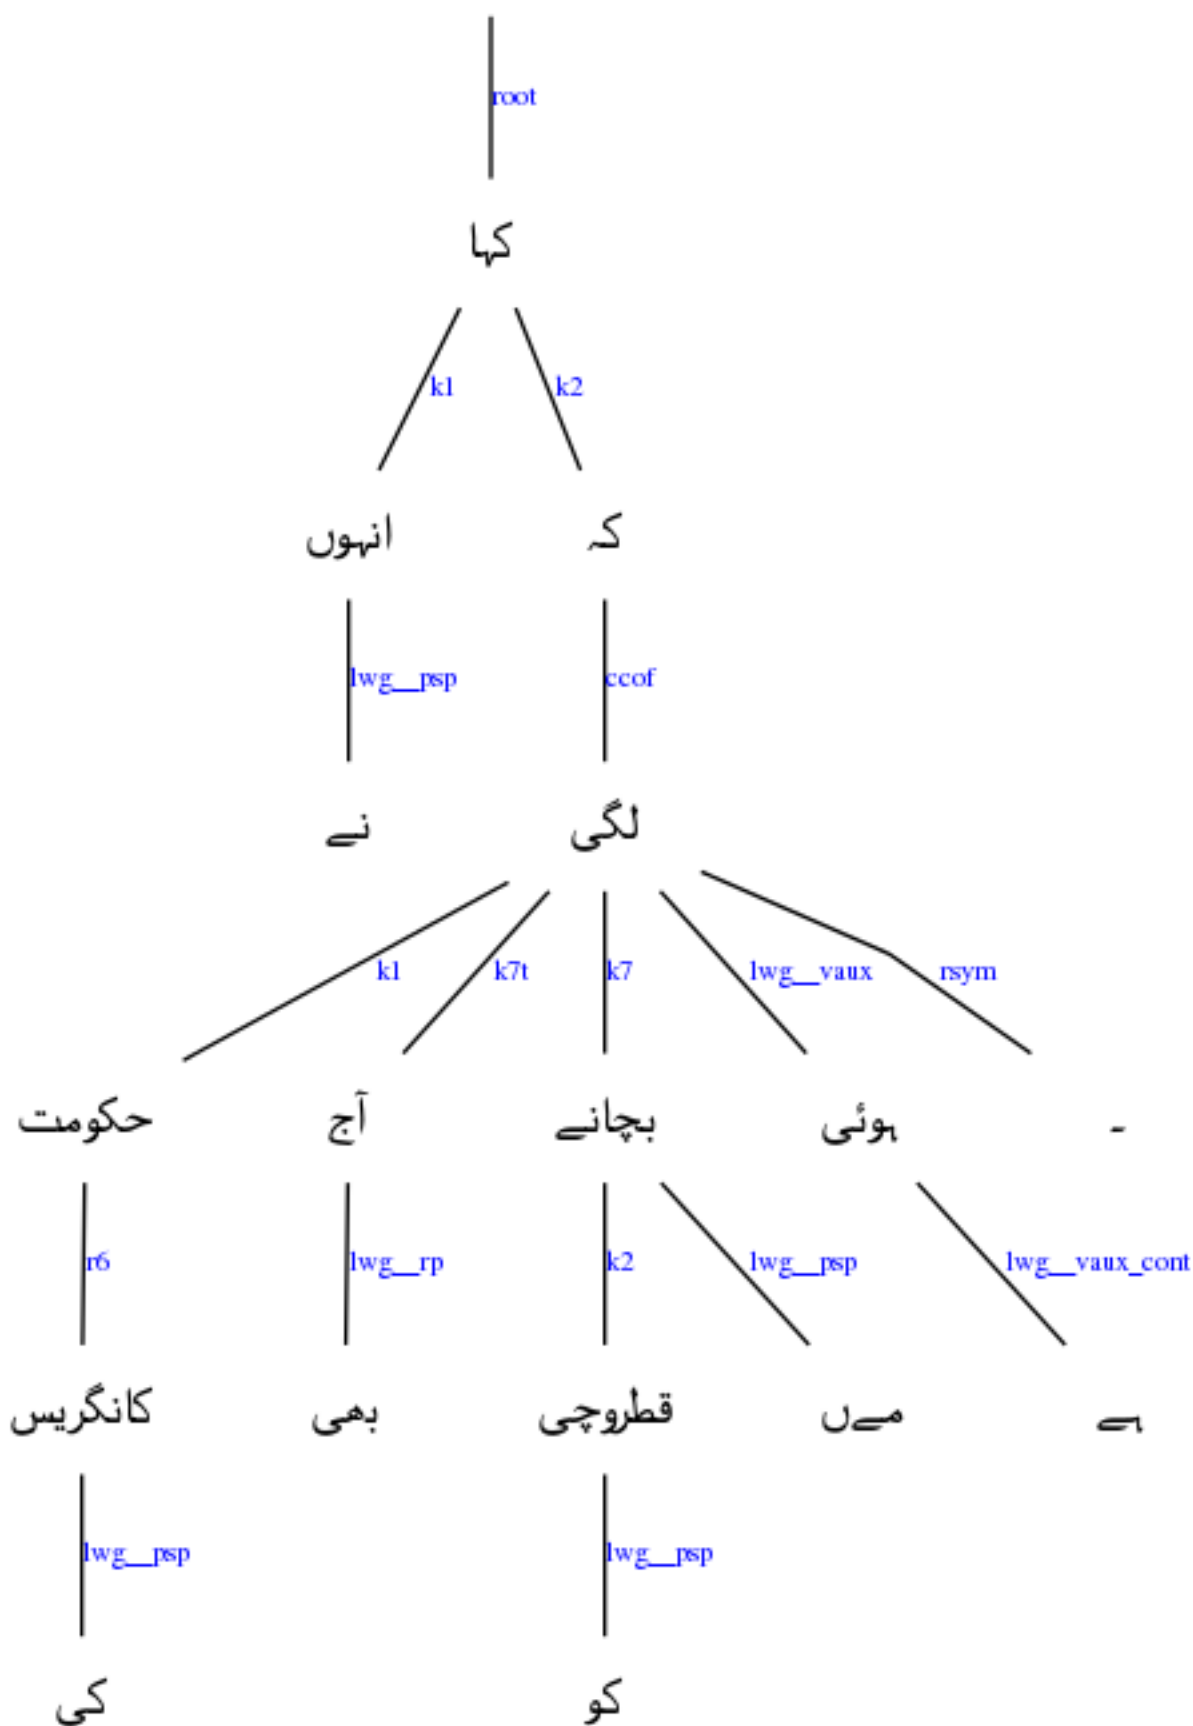 root
کہا
k1 k2
انہوں کہ
lwg__psp ccof
نے لگی
k1 k7t k7 lwg__vaux rsym
حکومت آج بچانے ہوئی ۔
r6 lwg__rp k2 lwg__psp lwg__vaux_cont
کانگریس بھی قطروچی مےں ہے
lwg__psp lwg__psp
کی کو